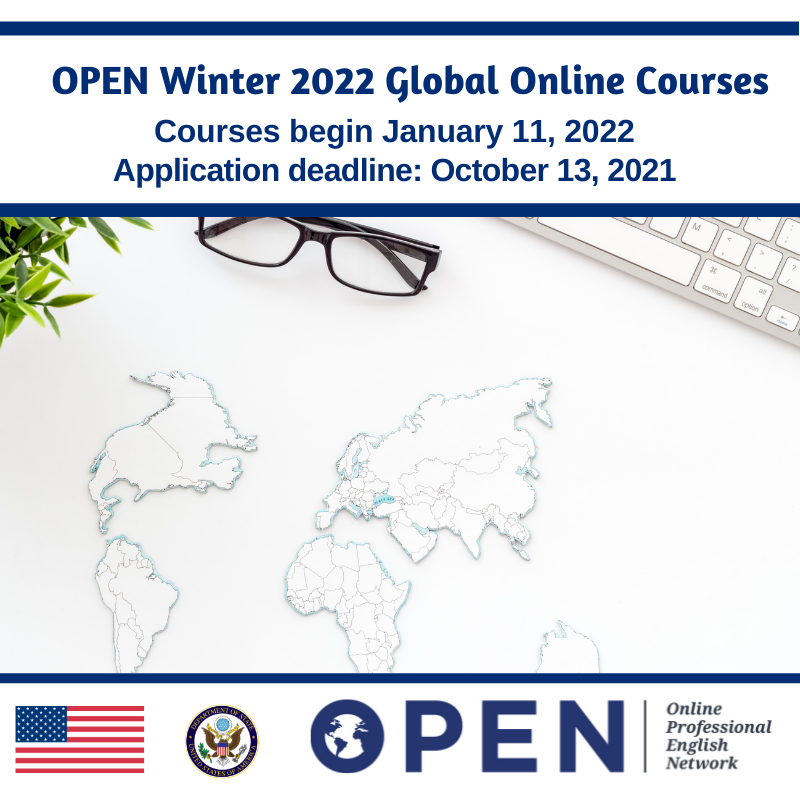 OPEN Winter 2022 Global Online Courses
Courses begin January 11, 2022
Application deadline: October 13, 2021
M
<
,
>
.
?
/
⌘
command
alt
option
DEPARTMENT OF STATE
UNITED STATES OF AMERICA
OPEN
Online
Professional
English
Network